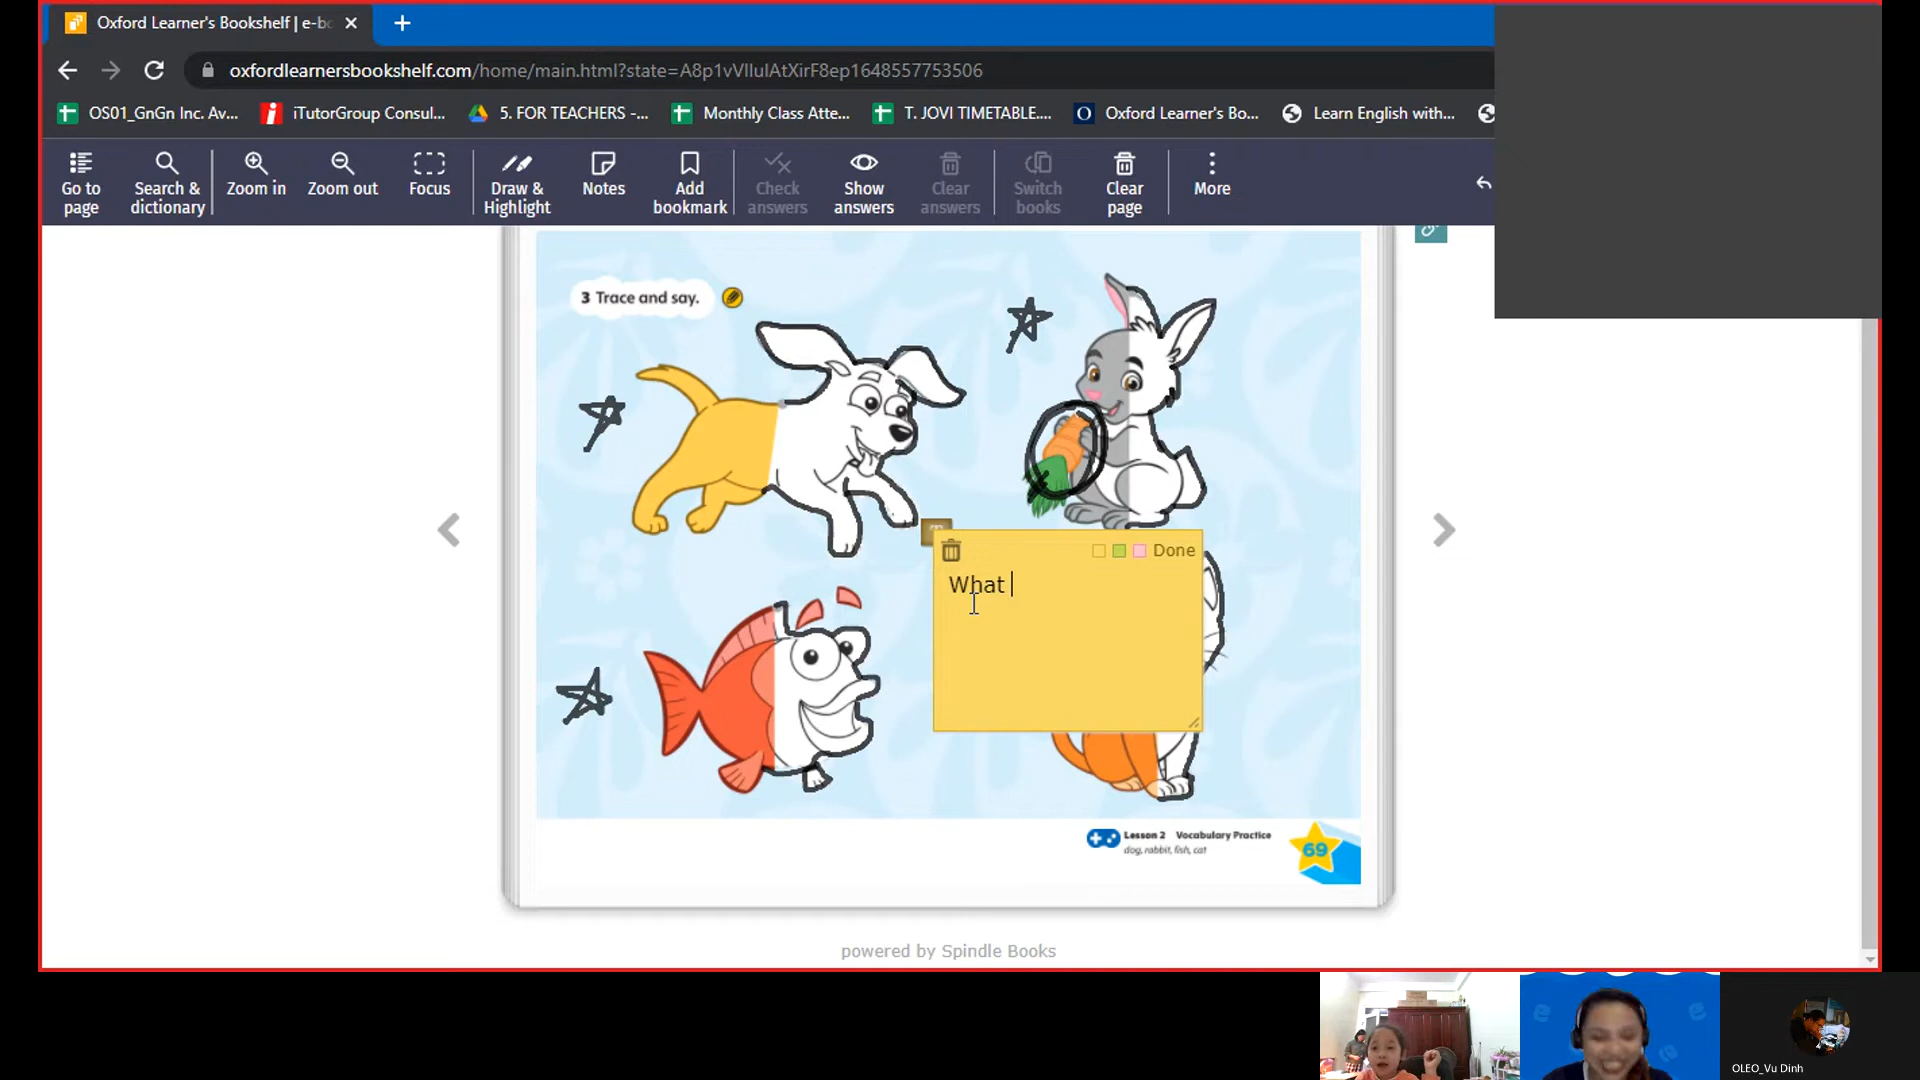 Oxford Learner's Bookshelf | e-bo
oxfordlearnersbookshelf.com/home/main.html?state=A8p1vVlIulAtXirF8ep1648557753506
OS01_GnGn Inc. Av...
iTutorGroup Consul...
5. FOR TEACHERS -...
Monthly Class Atte...
T. JOVI TIMETABLE....
Oxford Learner's Bo...
Learn English with...
Go to page
Search & dictionary
Zoom in
Zoom out
Focus
Draw & Highlight
Notes
Add bookmark
Check answers
Show answers
Clear answers
Switch books
Clear page
More
3 Trace and say.
Done
What
Lesson 2 Vocabulary Practice
dog, rabbit, fish, cat
69
powered by Spindle Books
OLEO_Vu Dinh